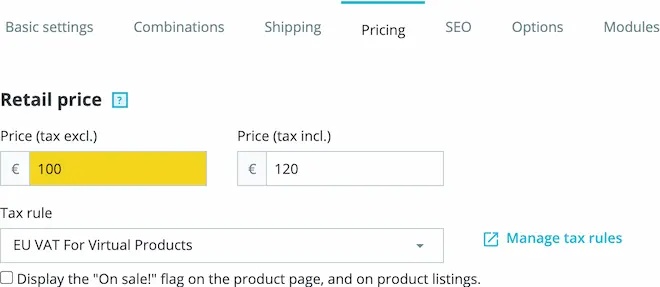 Basic settings Combinations Shipping Pricing SEO Options Modules
Retail price ?
Price (tax excl.) Price (tax incl.)
€ 100 € 120
Tax rule
EU VAT For Virtual Products Manage tax rules
Display the "On sale!" flag on the product page, and on product listings.